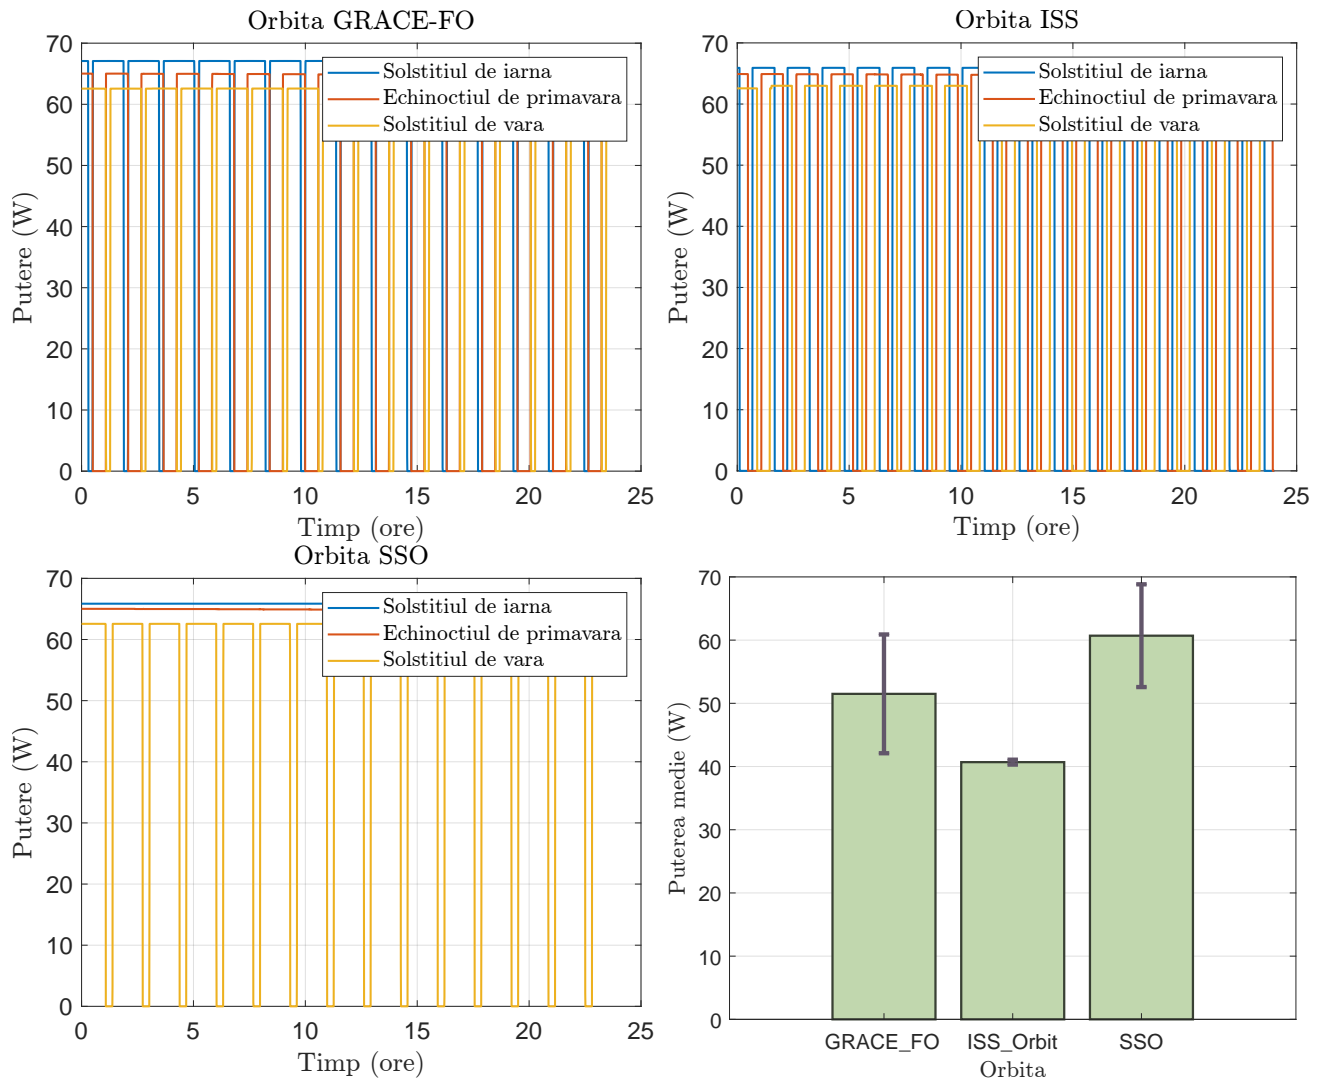 Orbita GRACE-FO
70
60
50
40
30
20
10
0
0 5 10 15 20 25
Putere (W)
Timp (ore)
Solstitiul de iarna
Echinoctiul de primavara
Solstitiul de vara
Orbita ISS
70
60
50
40
30
20
10
0
0 5 10 15 20 25
Putere (W)
Timp (ore)
Solstitiul de iarna
Echinoctiul de primavara
Solstitiul de vara
Orbita SSO
70
60
50
40
30
20
10
0
0 5 10 15 20 25
Putere (W)
Timp (ore)
Solstitiul de iarna
Echinoctiul de primavara
Solstitiul de vara
70
60
50
40
30
20
10
0
Puterea medie (W)
GRACE_FO ISS_Orbit SSO
Orbita